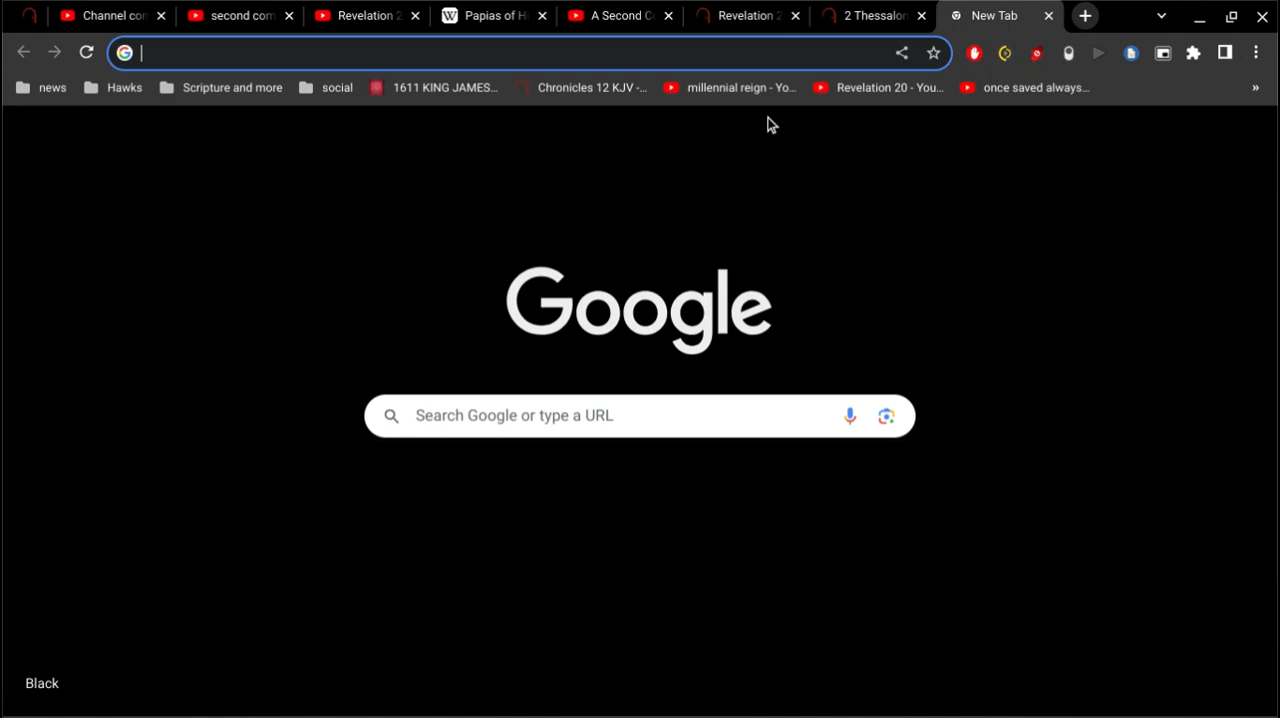 Channel con
second com
Revelation 2
Papias of Hi
A Second Co
Revelation 2
2 Thessalon
New Tab
news
Hawks
Scripture and more
social
1611 KING JAMES...
Chronicles 12 KJV -...
millennial reign - Yo...
Revelation 20 - You...
once saved always...
»
Google
Search Google or type a URL
Black